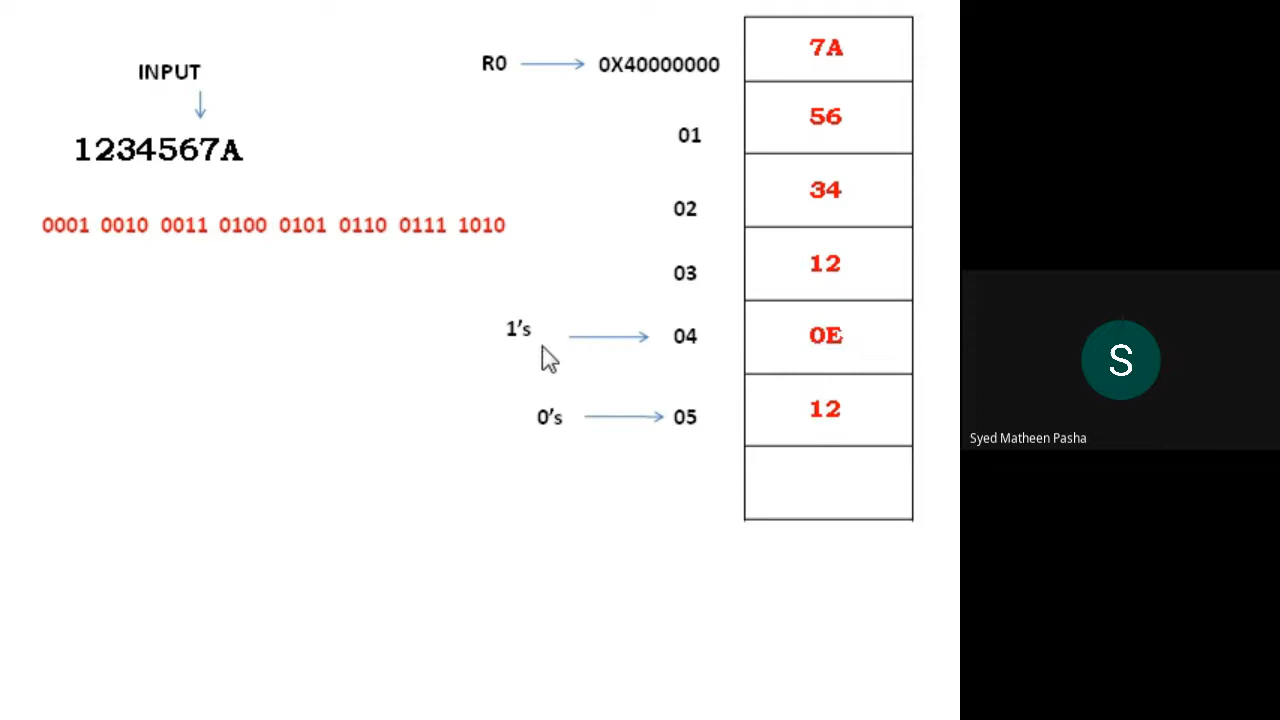 INPUT
1234567A
0001 0010 0011 0100 0101 0110 0111 1010
R0 0X40000000 7A
01 56
02 34
03 12
1's 04 0E
0's 05 12
S
Syed Matheen Pasha